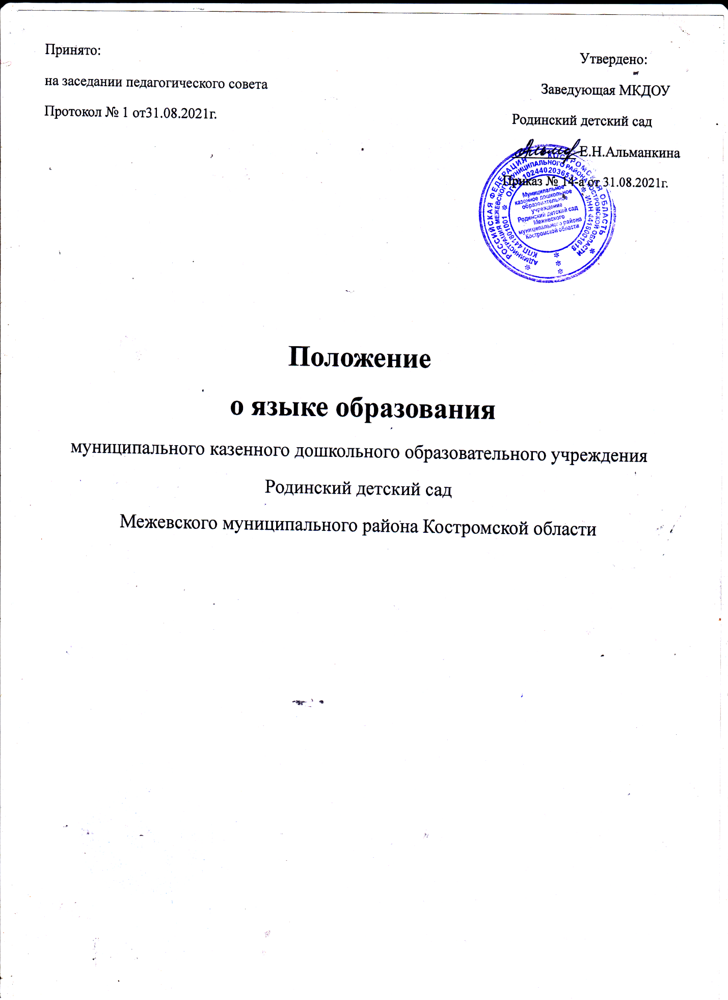 Принято:
на заседании педагогического совета
Протокол № 1 от31.08.2021г.
Утвердено:
Заведующая МКДОУ
Родинский детский сад
Е.Н.Альманкина
Приказ № 14-а от 31.08.2021г.
РОССИЙСКАЯ ФЕДЕРАЦИЯ КОСТРОМСКАЯ ОБЛАСТЬ
АДМИНИСТРАЦИЯ МЕЖЕВСКОГО МУНИЦИПАЛЬНОГО РАЙОНА КОСТРОМСКОЙ ОБЛАСТИ
КПП 441801001 * ОГРН * ИНН
Муниципальное
казенное дошкольное
образовательное
учреждение
Родинский детский сад
Межевского
муниципального района
Костромской области
Положение
о языке образования
муниципального казенного дошкольного образовательного учреждения
Родинский детский сад
Межевского муниципального района Костромской области